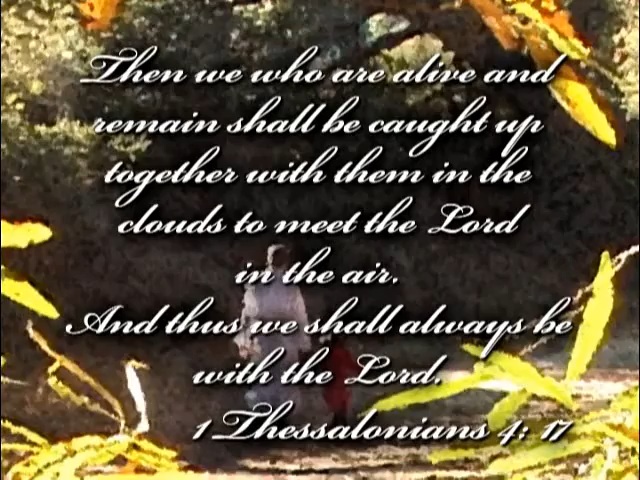 Then we who are alive and
remain shall be caught up
together with them in the
clouds to meet the Lord
in the air.
And thus we shall always be
with the Lord.
1 Thessalonians 4: 17